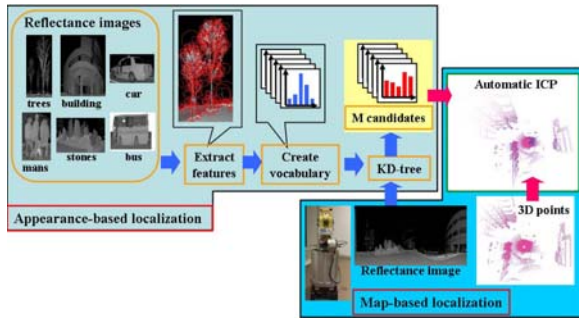 Reflectance images
trees
building
car
mans
stones
bus
Extract
features
Create
vocabulary
KD-tree
M candidates
Automatic ICP
3D points
Reflectance image
Appearance-based localization
Map-based localization